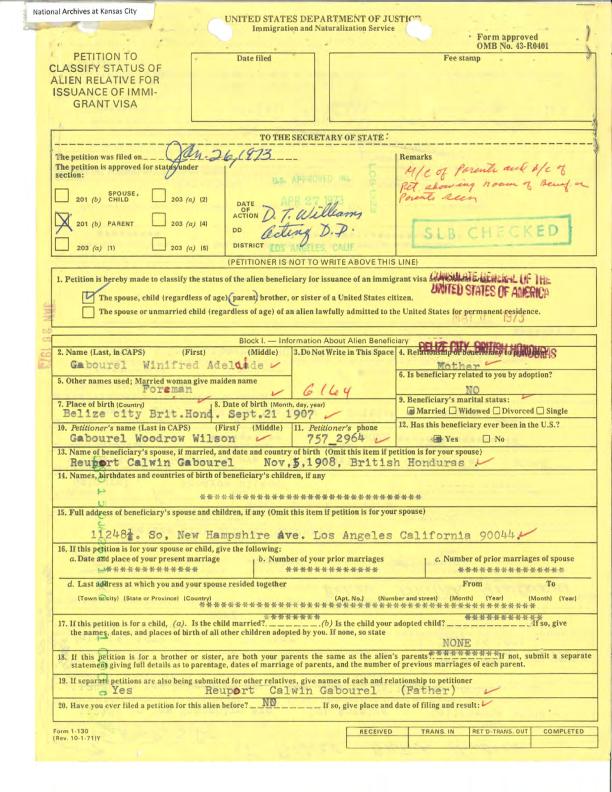 National Archives at Kansas City
UNITED STATES DEPARTMENT OF JUSTICE
Immigration and Naturalization Service
Form approved
OMB No. 43-R0401
PETITION TO
CLASSIFY STATUS OF
ALIEN RELATIVE FOR
ISSUANCE OF IMMI-
GRANT VISA
Date filed
Fee stamp
TO THE SECRETARY OF STATE:
The petition was filed on Jan. 26, 1973
The petition was approved for status under
section:
201 (b) SPOUSE, CHILD
203 (a) (2)
201 (b) PARENT
203 (a) (4)
203 (a) (1)
203 (a) (5)
U.S. APPROVED INS.
APR 27 1973
DATE
OF
ACTION
D. T. Williams
DD
Acting D.D.
DISTRICT
LOS ANGELES, CALIF
Remarks
M/C of Parents and b/c of
Pet showing name of Benef as
Parents seen
SLB CHECKED
(PETITIONER IS NOT TO WRITE ABOVE THIS LINE)
1. Petition is hereby made to classify the status of the alien beneficiary for issuance of an immigrant visa
The spouse, child (regardless of age) parent) brother, or sister of a United States citizen.
The spouse or unmarried child (regardless of age) of an alien lawfully admitted to the United States for permanent residence.
CONSULATE GENERAL OF THE
UNITED STATES OF AMERICA
1973
BELIZE CITY, BRITISH HONDURAS
JAN 26 1973
Block I. — Information About Alien Beneficiary
2. Name (Last, in CAPS) (First) (Middle)
Gabourel Winifred Adelaide
3. Do Not Write in This Space
6164
4. Relationship of beneficiary to
Mother
5. Other names used; Married woman give maiden name
Foreman
6. Is beneficiary related to you by adoption?
NO
7. Place of birth (Country) 8. Date of birth (Month, day, year)
Belize city Brit.Hond. Sept.21 1907
9. Beneficiary's marital status:
Married Widowed Divorced Single
10. Petitioner's name (Last in CAPS) (First) (Middle)
Gabourel Woodrow Wilson
11. Petitioner's phone
757 2964
12. Has this beneficiary ever been in the U.S.?
Yes No
13. Name of beneficiary's spouse, if married, and date and country of birth (Omit this item if petition is for your spouse)
Reuport Calwin Gabourel Nov,5,1908, British Honduras
14. Names, birthdates and countries of birth of beneficiary's children, if any
****************************************
15. Full address of beneficiary's spouse and children, if any (Omit this item if petition is for your spouse)
11248½. So, New Hampshire Ave. Los Angeles California 90044
16. If this petition is for your spouse or child, give the following:
a. Date and place of your present marriage b. Number of your prior marriages c. Number of prior marriages of spouse
****************** ****************** ******************
d. Last address at which you and your spouse resided together From To
(Town or city) (State or Province) (Country) (Apt. No.) (Number and street) (Month) (Year) (Month) (Year)
****************************************
17. If this petition is for a child, (a). Is the child married? ********** (b) Is the child your adopted child? ________ If so, give
the names, dates, and places of birth of all other children adopted by you. If none, so state
NONE
18. If this petition is for a brother or sister, are both your parents the same as the alien's parents? ************ If not, submit a separate
statement giving full details as to parentage, dates of marriage of parents, and the number of previous marriages of each parent.
19. If separate petitions are also being submitted for other relatives, give names of each and relationship to petitioner
Yes Reuport Calwin Gabourel (Father)
20. Have you ever filed a petition for this alien before? NO If so, give place and date of filing and result:
Form I-130
(Rev. 10-1-71)Y
RECEIVED TRANS. IN RET'D-TRANS. OUT COMPLETED